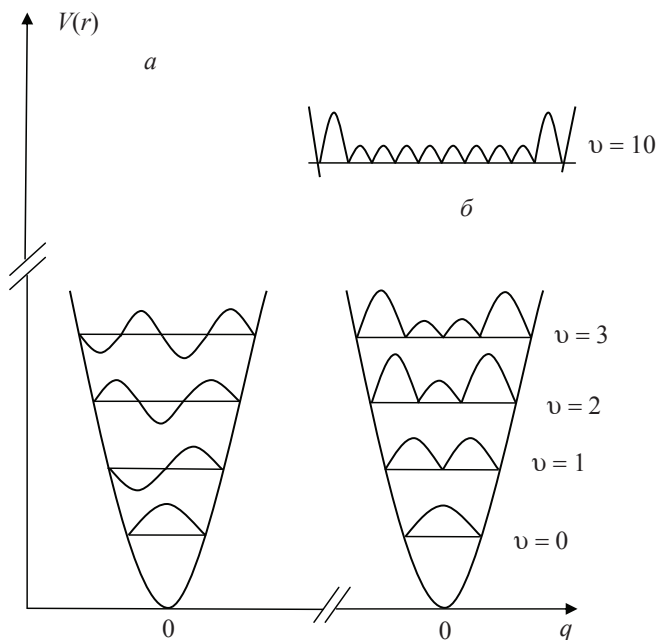 V(r)
а
υ = 10
б
υ = 3
υ = 2
υ = 1
υ = 0
0 0 q